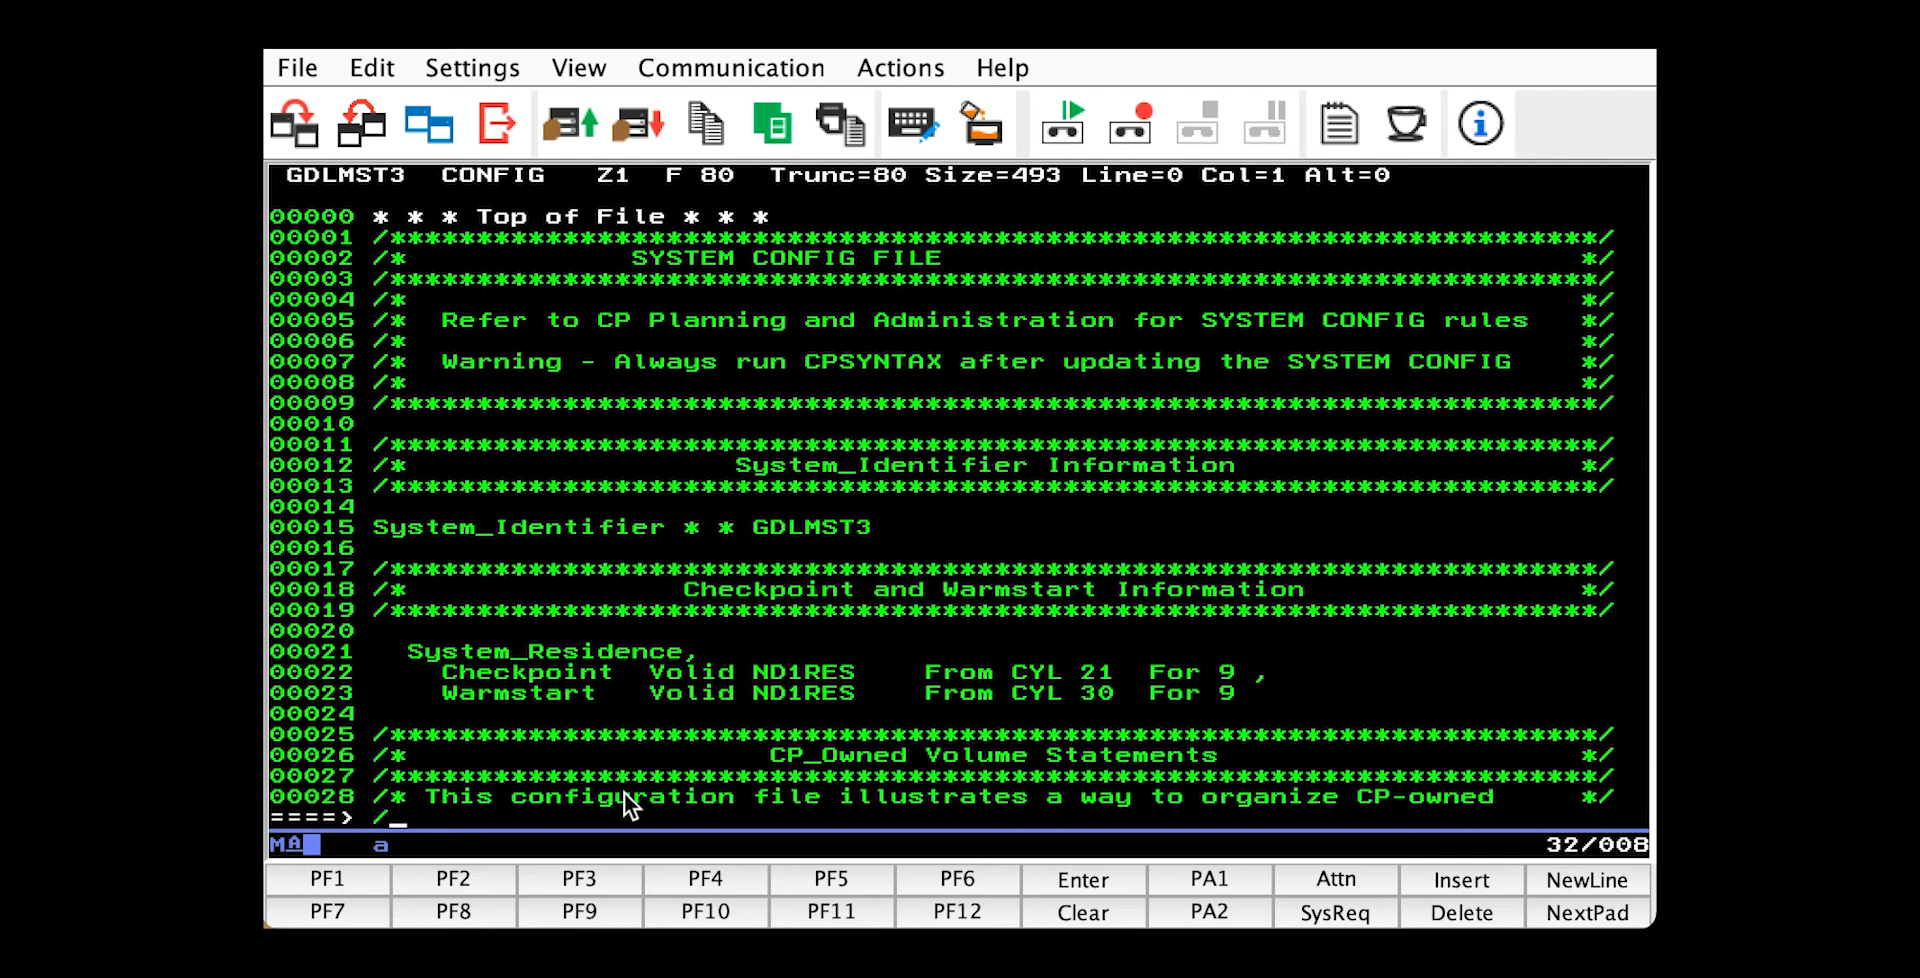 File Edit Settings View Communication Actions Help
GDLMST3 CONFIG Z1 F 80 Trunc=80 Size=493 Line=0 Col=1 Alt=0
00000 * * * Top of File * * *
00001 /**********************************************************************/
00002 /* SYSTEM CONFIG FILE */
00003 /**********************************************************************/
00004 /* */
00005 /* Refer to CP Planning and Administration for SYSTEM CONFIG rules */
00006 /* */
00007 /* Warning - Always run CPSYNTAX after updating the SYSTEM CONFIG */
00008 /* */
00009 /**********************************************************************/
00010
00011 /**********************************************************************/
00012 /* System_Identifier Information */
00013 /**********************************************************************/
00014
00015 System_Identifier * * GDLMST3
00016
00017 /**********************************************************************/
00018 /* Checkpoint and Warmstart Information */
00019 /**********************************************************************/
00020
00021 System_Residence,
00022 Checkpoint Volid ND1RES From CYL 21 For 9 ,
00023 Warmstart Volid ND1RES From CYL 30 For 9
00024
00025 /**********************************************************************/
00026 /* CP_Owned Volume Statements */
00027 /**********************************************************************/
00028 /* This configuration file illustrates a way to organize CP-owned */
====> /_
MA a 32/008
PF1 PF2 PF3 PF4 PF5 PF6 Enter PA1 Attn Insert NewLine
PF7 PF8 PF9 PF10 PF11 PF12 Clear PA2 SysReq Delete NextPad